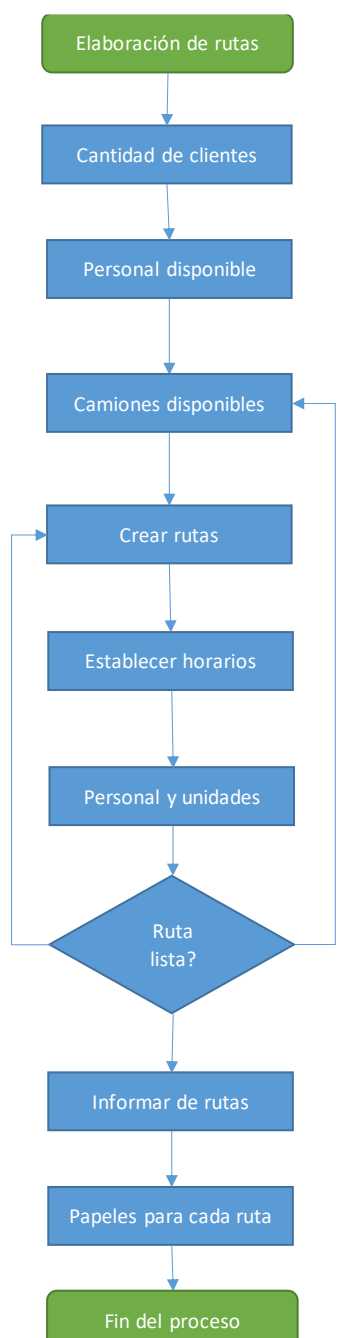 Elaboración de rutas
Cantidad de clientes
Personal disponible
Camiones disponibles
Crear rutas
Establecer horarios
Personal y unidades
Ruta
lista?
Informar de rutas
Papeles para cada ruta
Fin del proceso